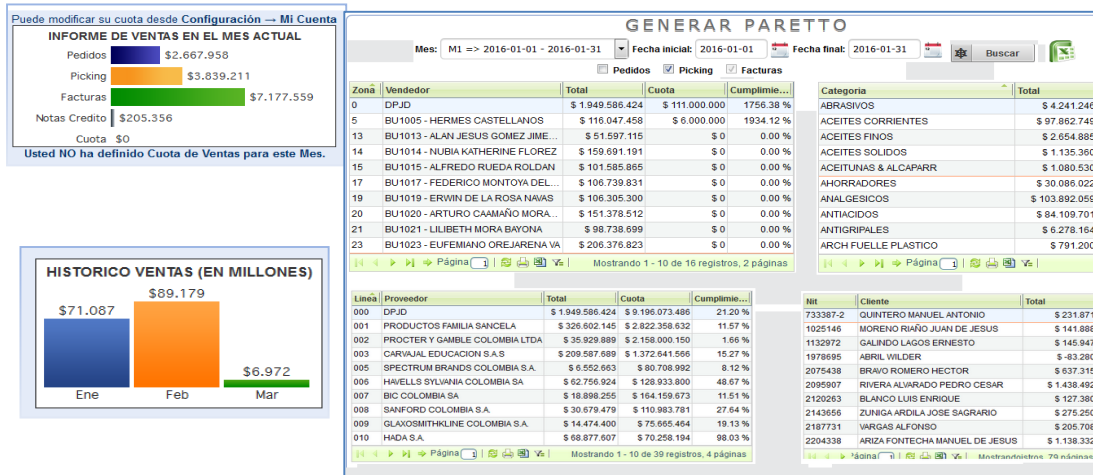 Puede modificar su cuota desde Configuración → Mi Cuenta
INFORME DE VENTAS EN EL MES ACTUAL
Pedidos $2.667.958
Picking $3.839.211
Facturas $7.177.559
Notas Credito $205.356
Cuota $0
Usted NO ha definido Cuota de Ventas para este Mes.
HISTORICO VENTAS (EN MILLONES)
$71.087 $89.179 $6.972
Ene Feb Mar
GENERAR PARETTO
Mes: M1 => 2016-01-01 - 2016-01-31 Fecha inicial: 2016-01-01 Fecha final: 2016-01-31 Buscar
Pedidos Picking Facturas
Zona Vendedor Total Cuota Cumplimie...
0 DPJD $ 1.949.586.424 $ 111.000.000 1756.38 %
5 BU1005 - HERMES CASTELLANOS $ 116.047.458 $ 6.000.000 1934.12 %
13 BU1013 - ALAN JESUS GOMEZ JIME... $ 51.597.115 $ 0 0.00 %
14 BU1014 - NUBIA KATHERINE FLOREZ $ 159.691.191 $ 0 0.00 %
15 BU1015 - ALFREDO RUEDA ROLDAN $ 101.585.865 $ 0 0.00 %
17 BU1017 - FEDERICO MONTOYA DEL... $ 106.739.831 $ 0 0.00 %
19 BU1019 - ERWIN DE LA ROSA NAVAS $ 106.305.300 $ 0 0.00 %
20 BU1020 - ARTURO CAAMAÑO MORA... $ 151.378.512 $ 0 0.00 %
21 BU1021 - LILIBETH MORA BAYONA $ 98.738.699 $ 0 0.00 %
23 BU1023 - EUFEMIANO OREJARENA VA $ 206.376.823 $ 0 0.00 %
Página 1 Mostrando 1 - 10 de 16 registros, 2 páginas
Categoria Total
ABRASIVOS $ 4.241.246
ACEITES CORRIENTES $ 97.862.749
ACEITES FINOS $ 2.654.885
ACEITES SOLIDOS $ 1.135.360
ACEITUNAS & ALCAPARR $ 1.080.530
AHORRADORES $ 30.086.022
ANALGESICOS $ 103.892.059
ANTIACIDOS $ 84.109.701
ANTIGRIPALES $ 6.278.164
ARCH FUELLE PLASTICO $ 791.200
Página 1
Linea Proveedor Total Cuota Cumplimie...
000 DPJD $ 1.949.586.424 $ 9.196.073.486 21.20 %
001 PRODUCTOS FAMILIA SANCELA $ 326.602.145 $ 2.822.358.632 11.57 %
002 PROCTER Y GAMBLE COLOMBIA LTDA $ 35.929.889 $ 2.158.000.150 1.66 %
003 CARVAJAL EDUCACION S.A.S $ 209.587.689 $ 1.372.641.566 15.27 %
005 SPECTRUM BRANDS COLOMBIA S.A. $ 6.552.663 $ 80.708.992 8.12 %
006 HAVELLS SYLVANIA COLOMBIA SA $ 62.756.924 $ 128.933.800 48.67 %
007 BIC COLOMBIA SA $ 18.898.255 $ 164.159.673 11.51 %
008 SANFORD COLOMBIA S.A. $ 30.679.479 $ 110.983.781 27.64 %
009 GLAXOSMITHKLINE COLOMBIA S.A. $ 14.474.400 $ 75.665.464 19.13 %
010 HADA S.A. $ 68.877.607 $ 70.258.194 98.03 %
Página 1 Mostrando 1 - 10 de 39 registros, 4 páginas
Nit Cliente Total
733387-2 QUINTERO MANUEL ANTONIO $ 231.871
1025146 MORENO RIAÑO JUAN DE JESUS $ 141.888
1132972 GALINDO LAGOS ERNESTO $ 145.947
1978695 ABRIL WILDER $ -83.280
2075438 BRAVO ROMERO HECTOR $ 637.315
2095907 RIVERA ALVARADO PEDRO CESAR $ 1.438.492
2120263 BLANCO LUIS ENRIQUE $ 127.380
2143656 ZUNIGA ARDILA JOSE SAGRARIO $ 275.250
2187731 VARGAS ALFONSO $ 205.708
2204338 ARIZA FONTECHA MANUEL DE JESUS $ 1.138.332
ágina 1 79 páginas